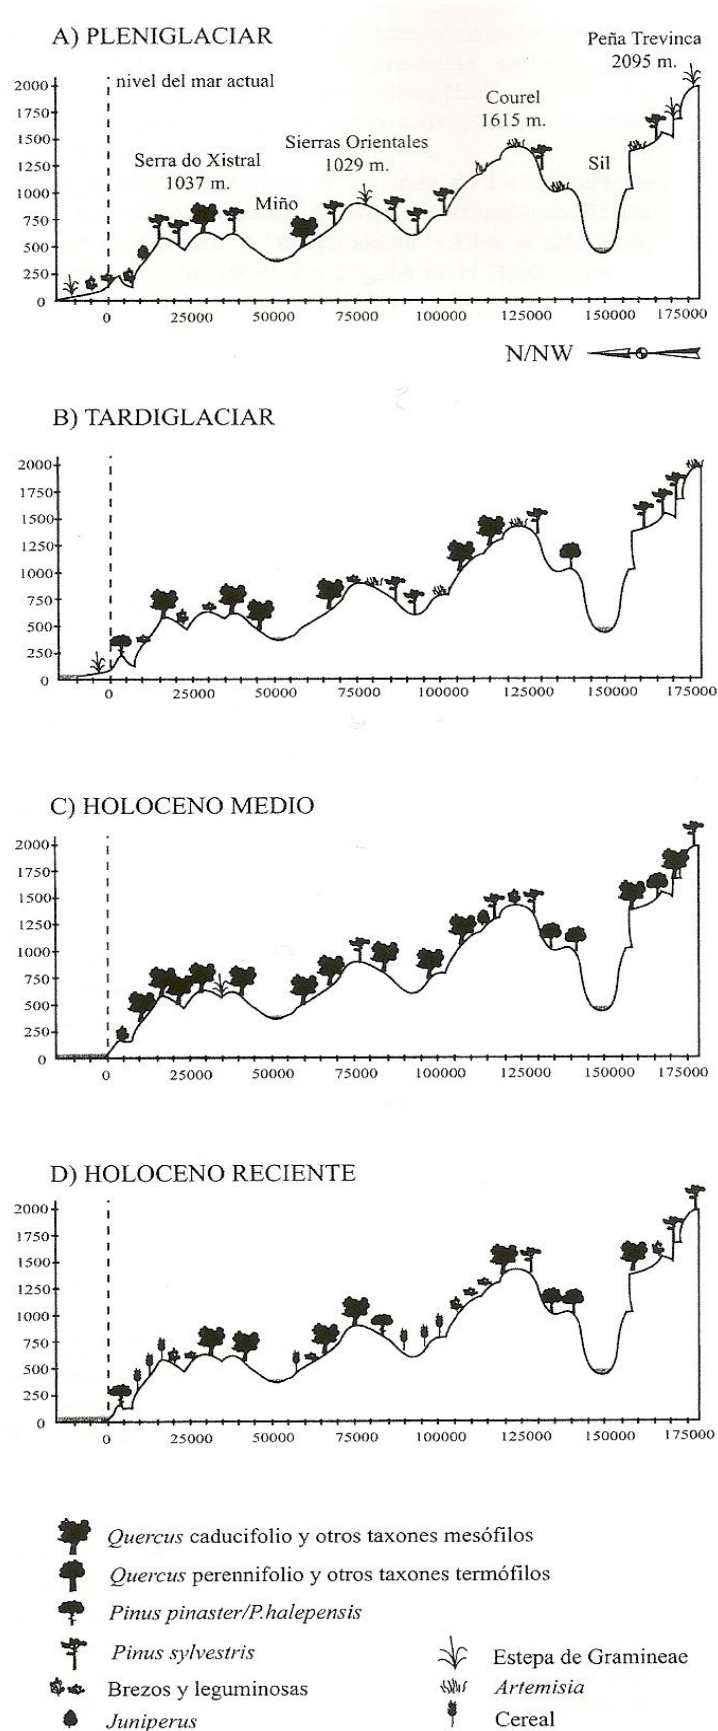 A) PLENIGLACIAR
Peña Trevinca
2095 m.
nivel del mar actual
Courel
1615 m.
Sierras Orientales
1029 m.
Serra do Xistral
1037 m.
Miño
Sil
2000
1750
1500
1250
1000
750
500
250
0
0 25000 50000 75000 100000 125000 150000 175000
N/NW
B) TARDIGLACIAR
2000
1750
1500
1250
1000
750
500
250
0
0 25000 50000 75000 100000 125000 150000 175000
C) HOLOCENO MEDIO
2000
1750
1500
1250
1000
750
500
250
0
0 25000 50000 75000 100000 125000 150000 175000
D) HOLOCENO RECIENTE
2000
1750
1500
1250
1000
750
500
250
0
0 25000 50000 75000 100000 125000 150000 175000
Quercus caducifolio y otros taxones mesófilos
Quercus perennifolio y otros taxones termófilos
Pinus pinaster/P.halepensis
Pinus sylvestris
Brezos y leguminosas
Juniperus
Estepa de Gramineae
Artemisia
Cereal